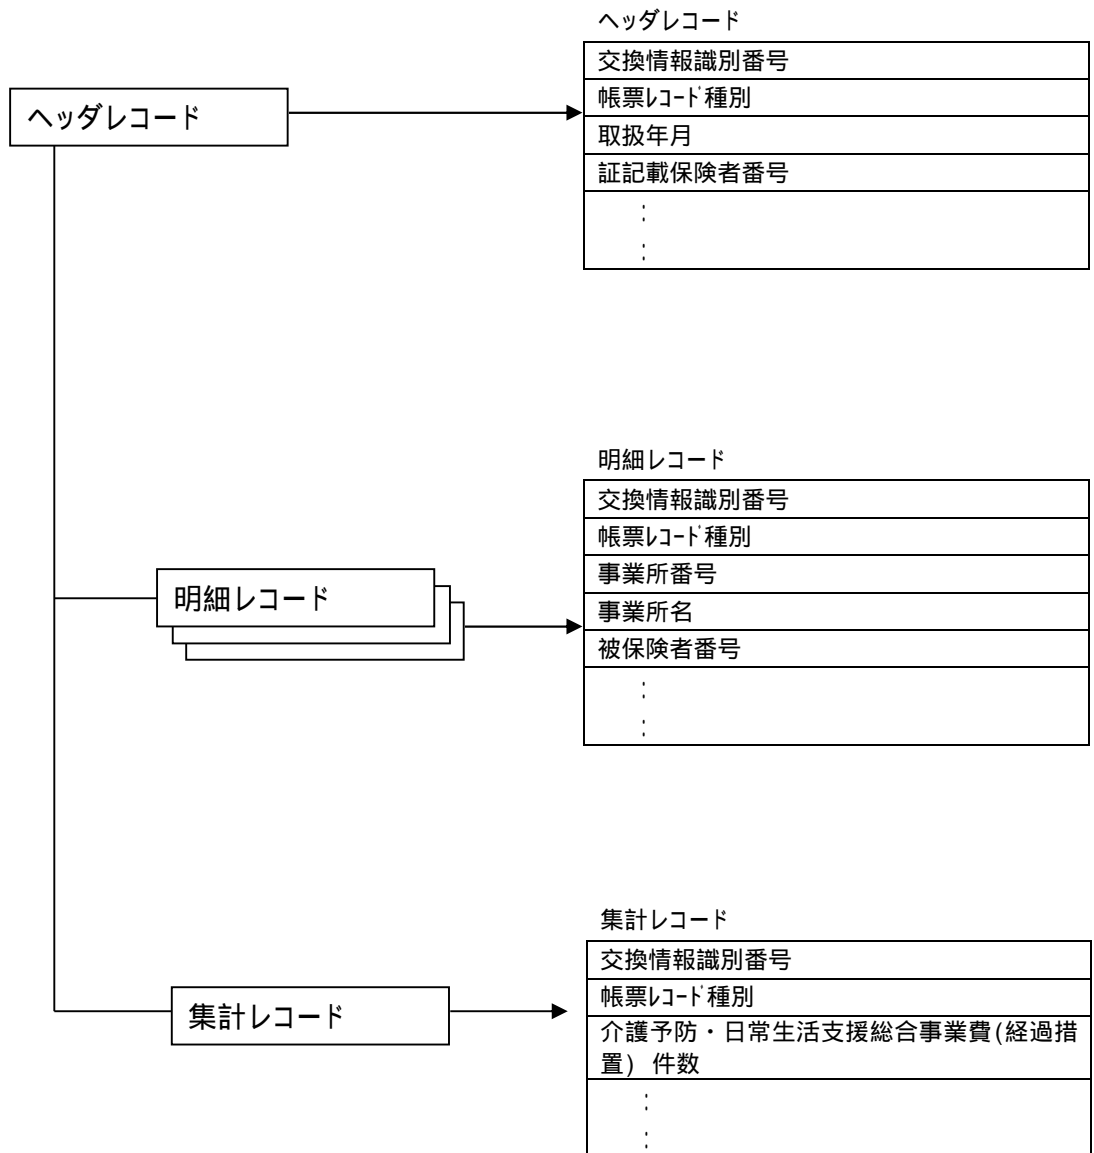 ヘッダレコード
交換情報識別番号
ヘッダレコード
帳票ﾚｺｰﾄﾞ種別
取扱年月
証記載保険者番号
:
:
明細レコード
交換情報識別番号
帳票ﾚｺｰﾄﾞ種別
事業所番号
明細レコード
事業所名
被保険者番号
:
:
集計レコード
交換情報識別番号
帳票ﾚｺｰﾄﾞ種別
集計レコード
介護予防・日常生活支援総合事業費(経過措
置) 件数
:
: